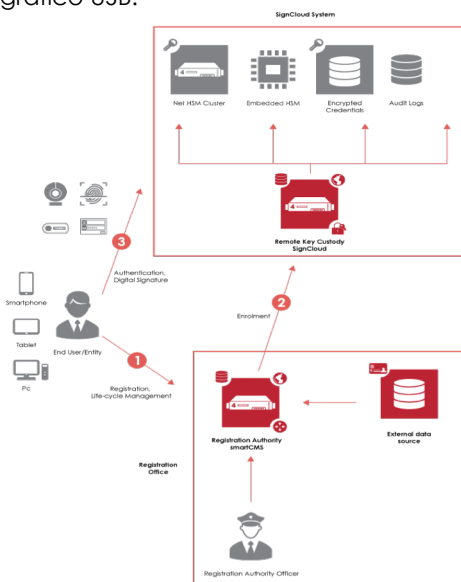 gráfico USB.
SignCloud System
Net HSM Cluster
Embedded HSM
Encrypted
Credentials
Audit Logs
Remote Key Custody
SignCloud
3
Authentication,
Digital Signature
Smartphone
Tablet
Pc
End User/Entity
2
Enrolment
1
Registration,
Life-cycle Management
Registration Authority
smartCMS
External data
source
Registration
Office
Registration Authority Officer